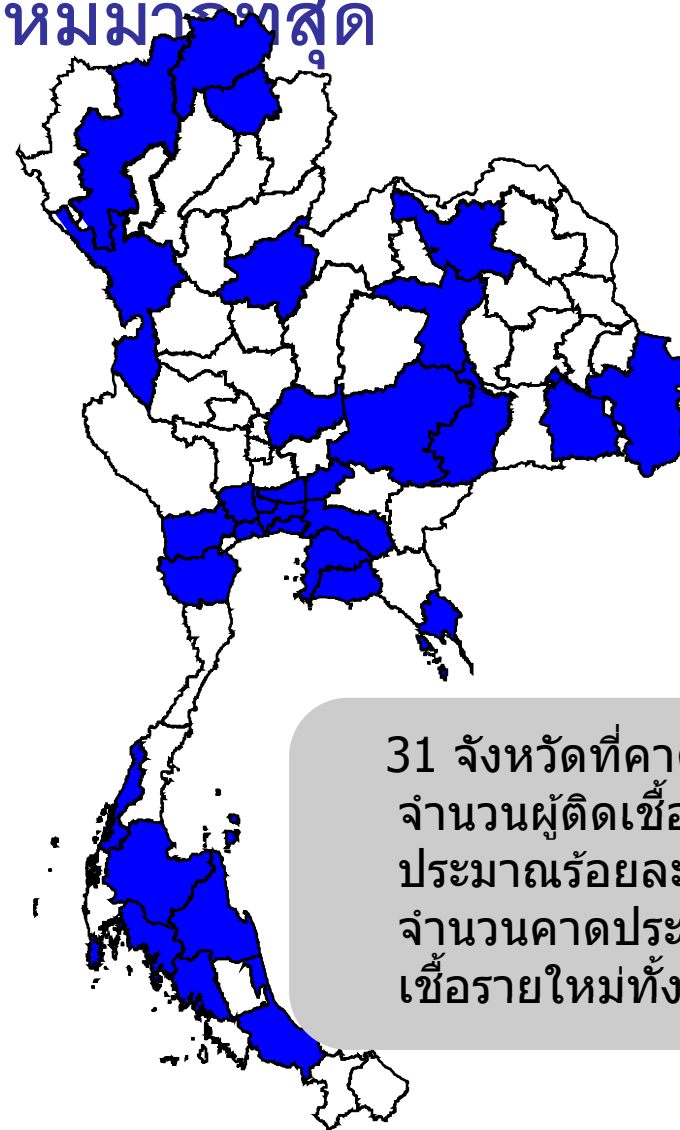 31 จังหวัดที่คา
จำนวนผู้ติดเชื้อ
ประมาณร้อยละ
จำนวนคาดประ
เชื้อรายใหม่ทั้ง